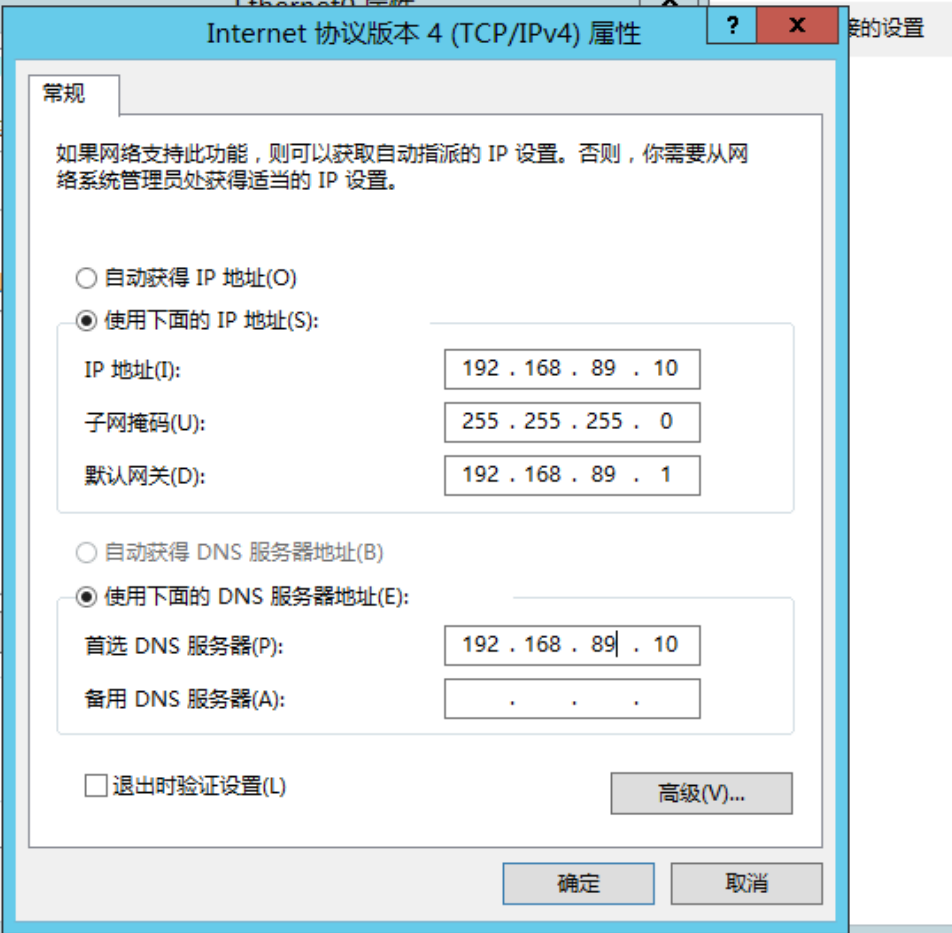 Ethernet0 属性
Internet 协议版本 4 (TCP/IPv4) 属性
?
x
接的设置
常规
如果网络支持此功能，则可以获取自动指派的 IP 设置。否则，你需要从网
络系统管理员处获得适当的 IP 设置。
自动获得 IP 地址(O)
使用下面的 IP 地址(S):
IP 地址(I):
192 . 168 . 89 . 10
子网掩码(U):
255 . 255 . 255 . 0
默认网关(D):
192 . 168 . 89 . 1
自动获得 DNS 服务器地址(B)
使用下面的 DNS 服务器地址(E):
首选 DNS 服务器(P):
192 . 168 . 89 . 10
备用 DNS 服务器(A):
. . .
退出时验证设置(L)
高级(V)...
确定
取消